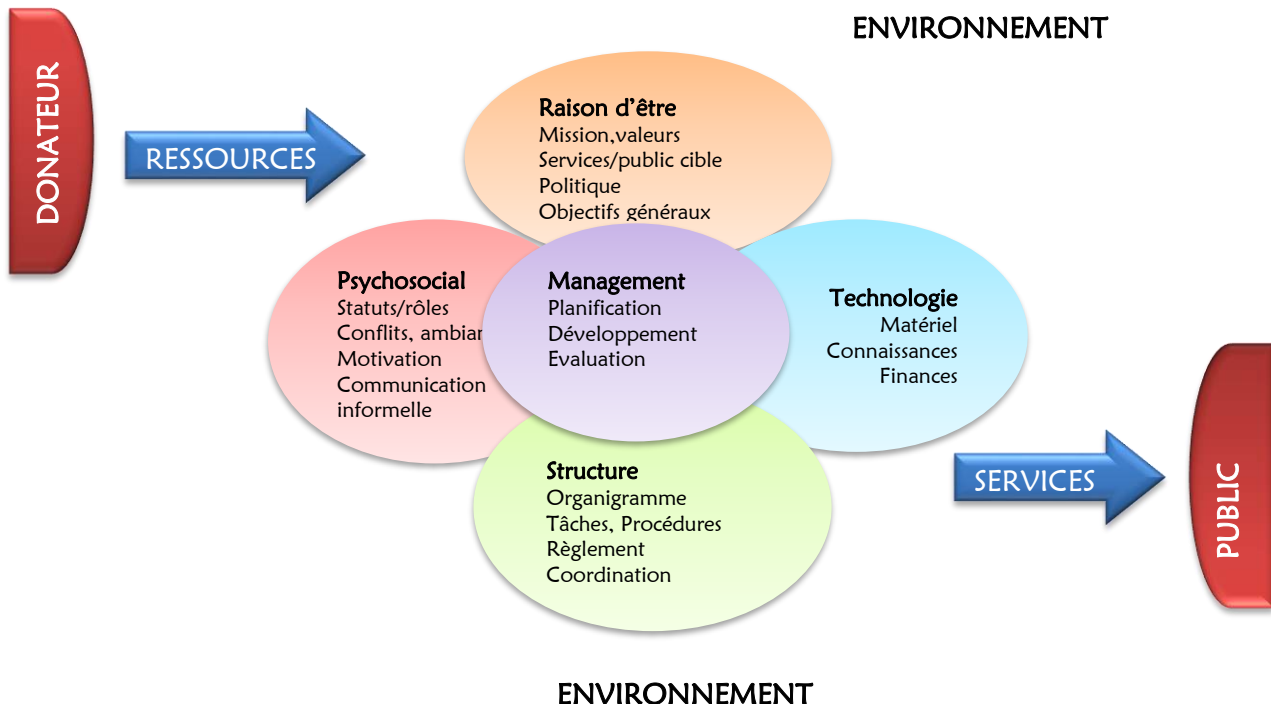 ENVIRONNEMENT
DONATEUR
RESSOURCES
Raison d'être
Mission,valeurs
Services/public cible
Politique
Objectifs généraux
Psychosocial
Statuts/rôles
Conflits,
Motivation
Communication
informelle
Management
Planification
Développement
Evaluation
Technologie
Matériel
Connaissances
Finances
Structure
Organigramme
Tâches, Procédures
Règlement
Coordination
SERVICES
PUBLIC
ENVIRONNEMENT